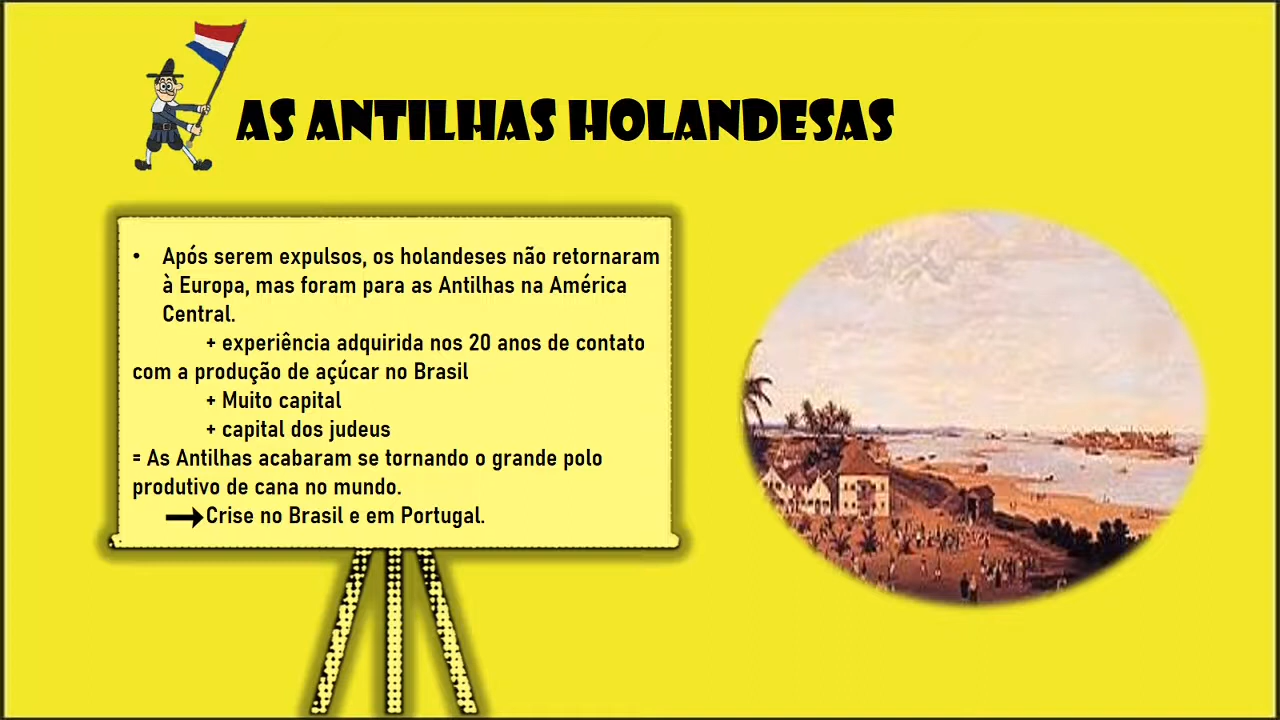 AS ANTILHAS HOLANDESAS
• Após serem expulsos, os holandeses não retornaram
à Europa, mas foram para as Antilhas na América
Central.
+ experiência adquirida nos 20 anos de contato
com a produção de açúcar no Brasil
+ Muito capital
+ capital dos judeus
= As Antilhas acabaram se tornando o grande polo
produtivo de cana no mundo.
Crise no Brasil e em Portugal.